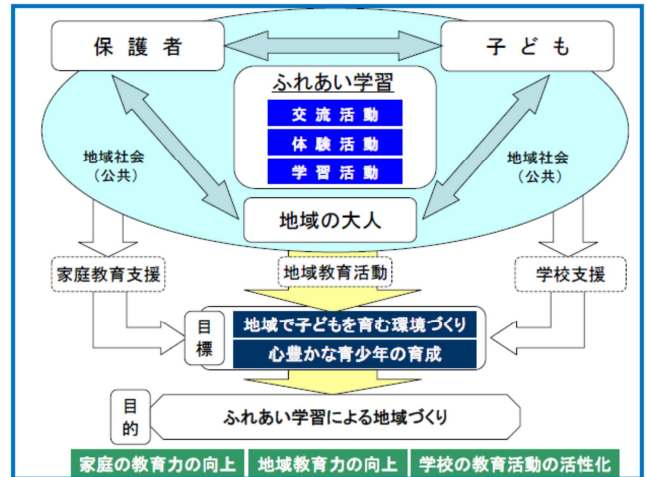 保護者
子ども
ふれあい学習
交流活動
体験活動
学習活動
地域社会
（公共）
地域社会
（公共）
地域の大人
家庭教育支援
地域教育活動
学校支援
目標
地域で子どもを育む環境づくり
心豊かな青少年の育成
目的
ふれあい学習による地域づくり
家庭の教育力の向上
地域教育力の向上
学校の教育活動の活性化